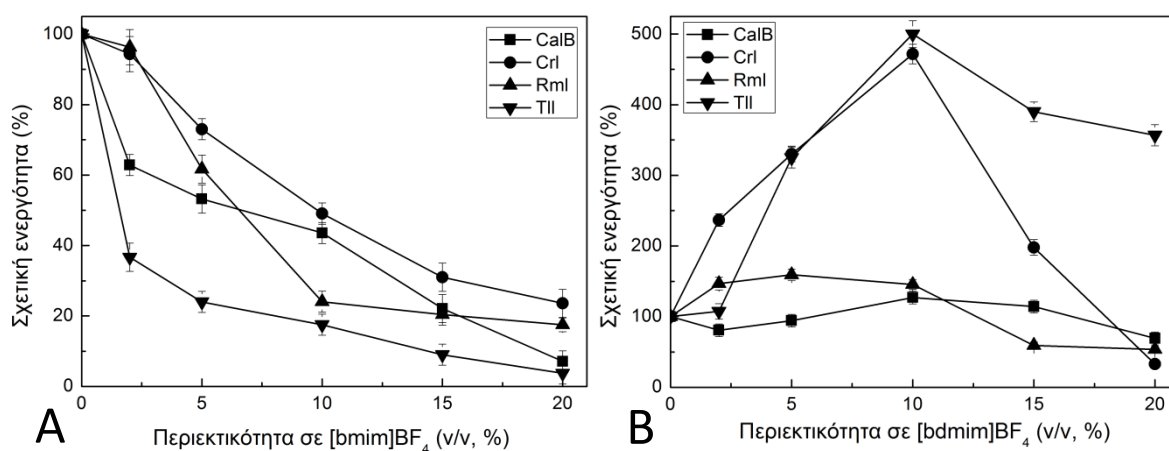 Σχετική ενεργότητα (%)
100
80
60
40
20
0
CalB
Crl
Rml
Tll
0 5 10 15 20
Περιεκτικότητα σε [bmim]BF4 (v/v, %)
A
Σχετική ενεργότητα (%)
500
400
300
200
100
0
CalB
Crl
Rml
Tll
0 5 10 15 20
Περιεκτικότητα σε [bdmim]BF4 (v/v, %)
B